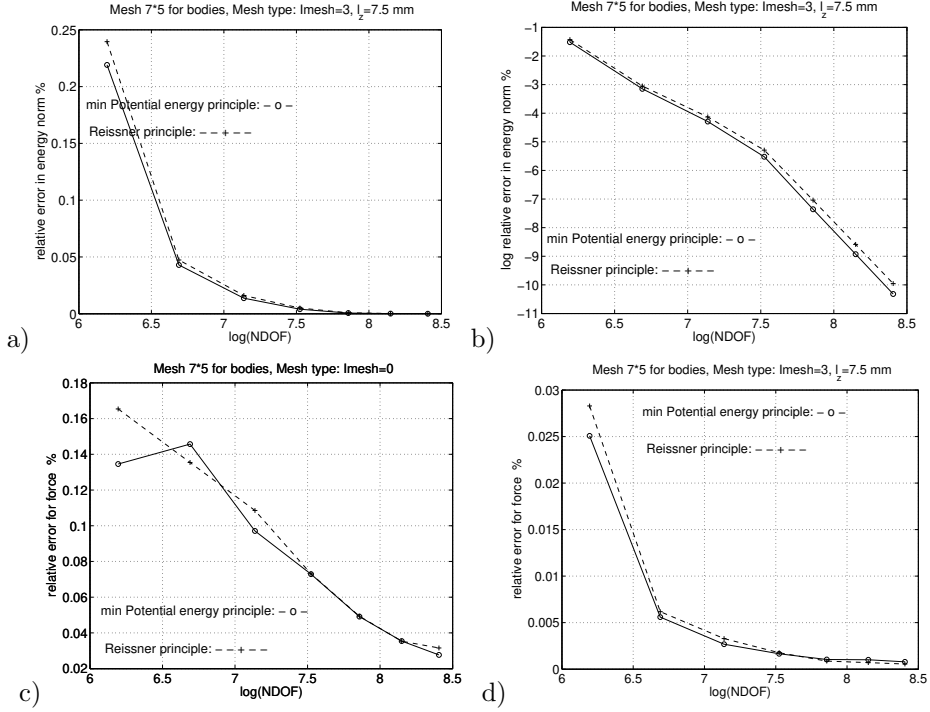 Mesh 7*5 for bodies, Mesh type: Imesh=3, l_z=7.5 mm
relative error in energy norm %
0.25
0.2
0.15
0.1
0.05
0
min Potential energy principle: – o –
Reissner principle: – – + – –
6 6.5 7 7.5 8 8.5
log(NDOF)
a)
Mesh 7*5 for bodies, Mesh type: Imesh=3, l_z=7.5 mm
log relative error in energy norm %
−1
−2
−3
−4
−5
−6
−7
−8
−9
−10
−11
min Potential energy principle: – o –
Reissner principle: – – + – –
6 6.5 7 7.5 8 8.5
log(NDOF)
b)
Mesh 7*5 for bodies, Mesh type: Imesh=0
relative error for force %
0.18
0.16
0.14
0.12
0.1
0.08
0.06
0.04
0.02
min Potential energy principle: – o –
Reissner principle: – – + – –
6 6.5 7 7.5 8 8.5
log(NDOF)
c)
Mesh 7*5 for bodies, Mesh type: Imesh=3, l_z=7.5 mm
relative error for force %
0.03
0.025
0.02
0.015
0.01
0.005
0
min Potential energy principle: – o –
Reissner principle: – – + – –
6 6.5 7 7.5 8 8.5
log(NDOF)
d)